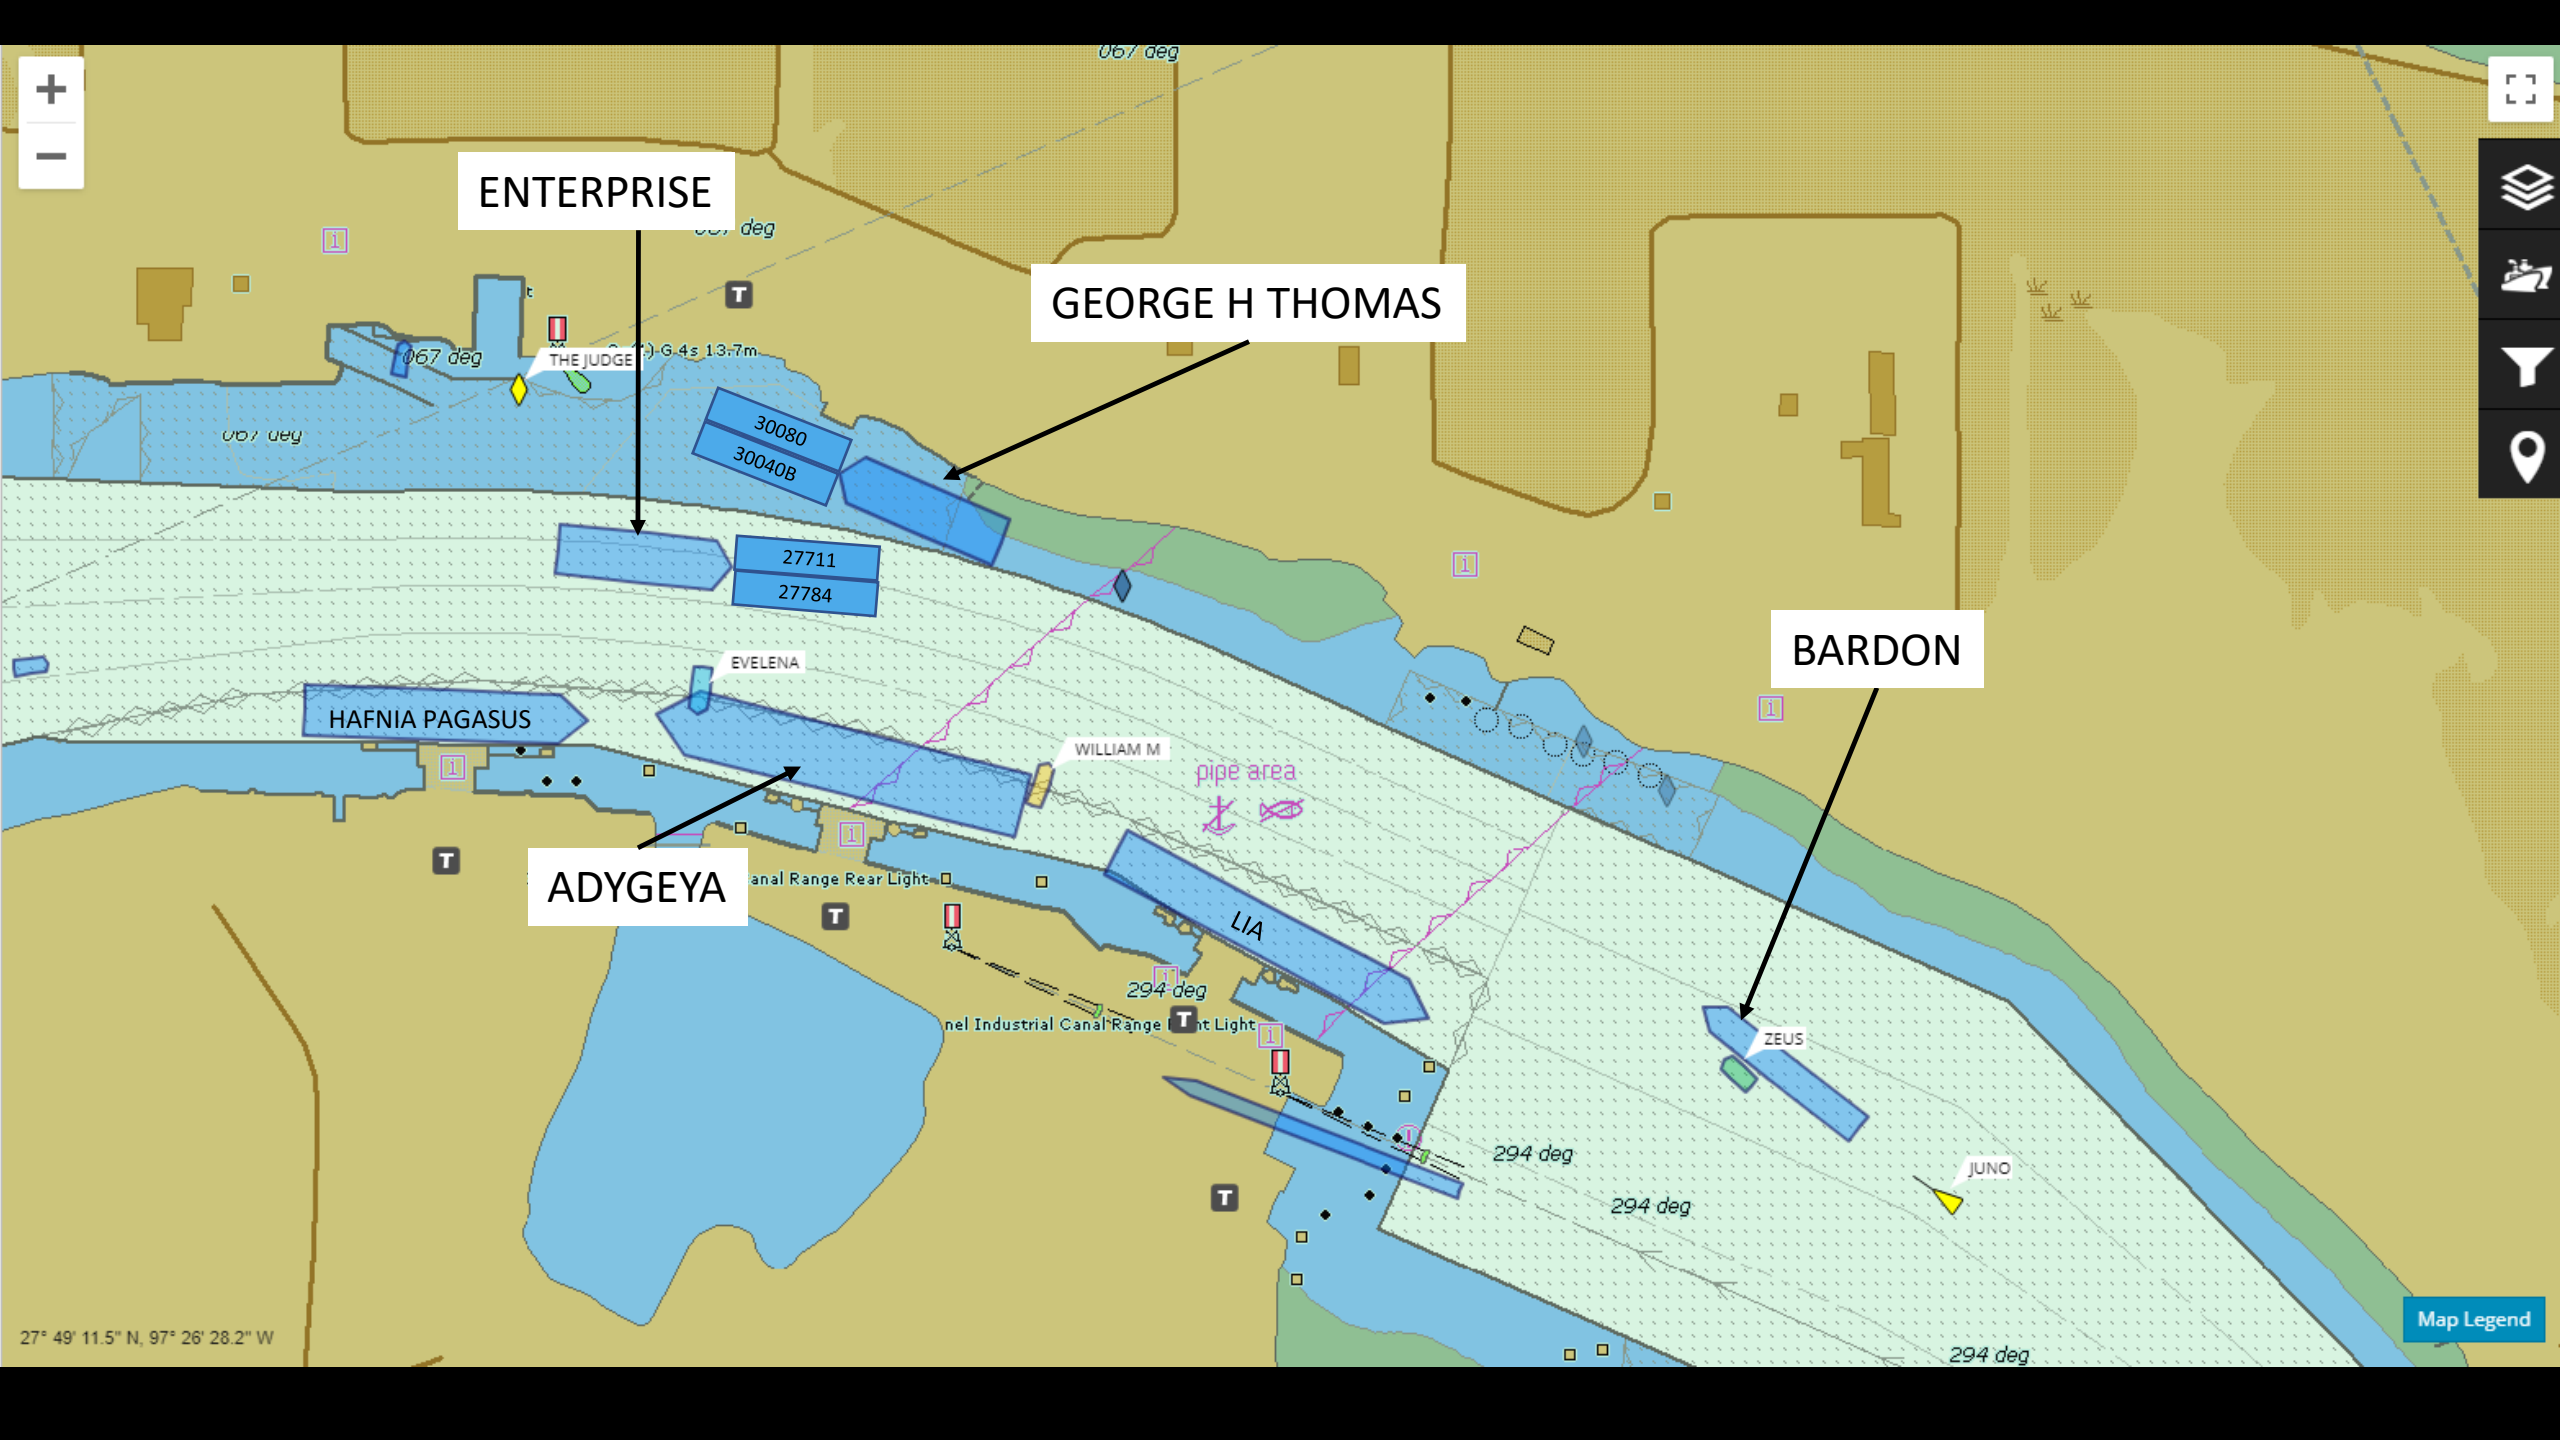 067 deg
ENTERPRISE
deg
GEORGE H THOMAS
T
067 deg
THE JUDGE
G 4s 13.7m
30080
067 deg
30040B
27711
27784
BARDON
EVELENA
HAFNIA PAGASUS
WILLIAM M
pipe area
ADYGEYA
anal Range Rear Light
LIA
T
T
294 deg
nel Industrial Canal Range
nt Light
T
ZEUS
294 deg
JUNO
T
294 deg
27° 49' 11.5" N, 97° 26' 28.2" W
Map Legend
294 deg